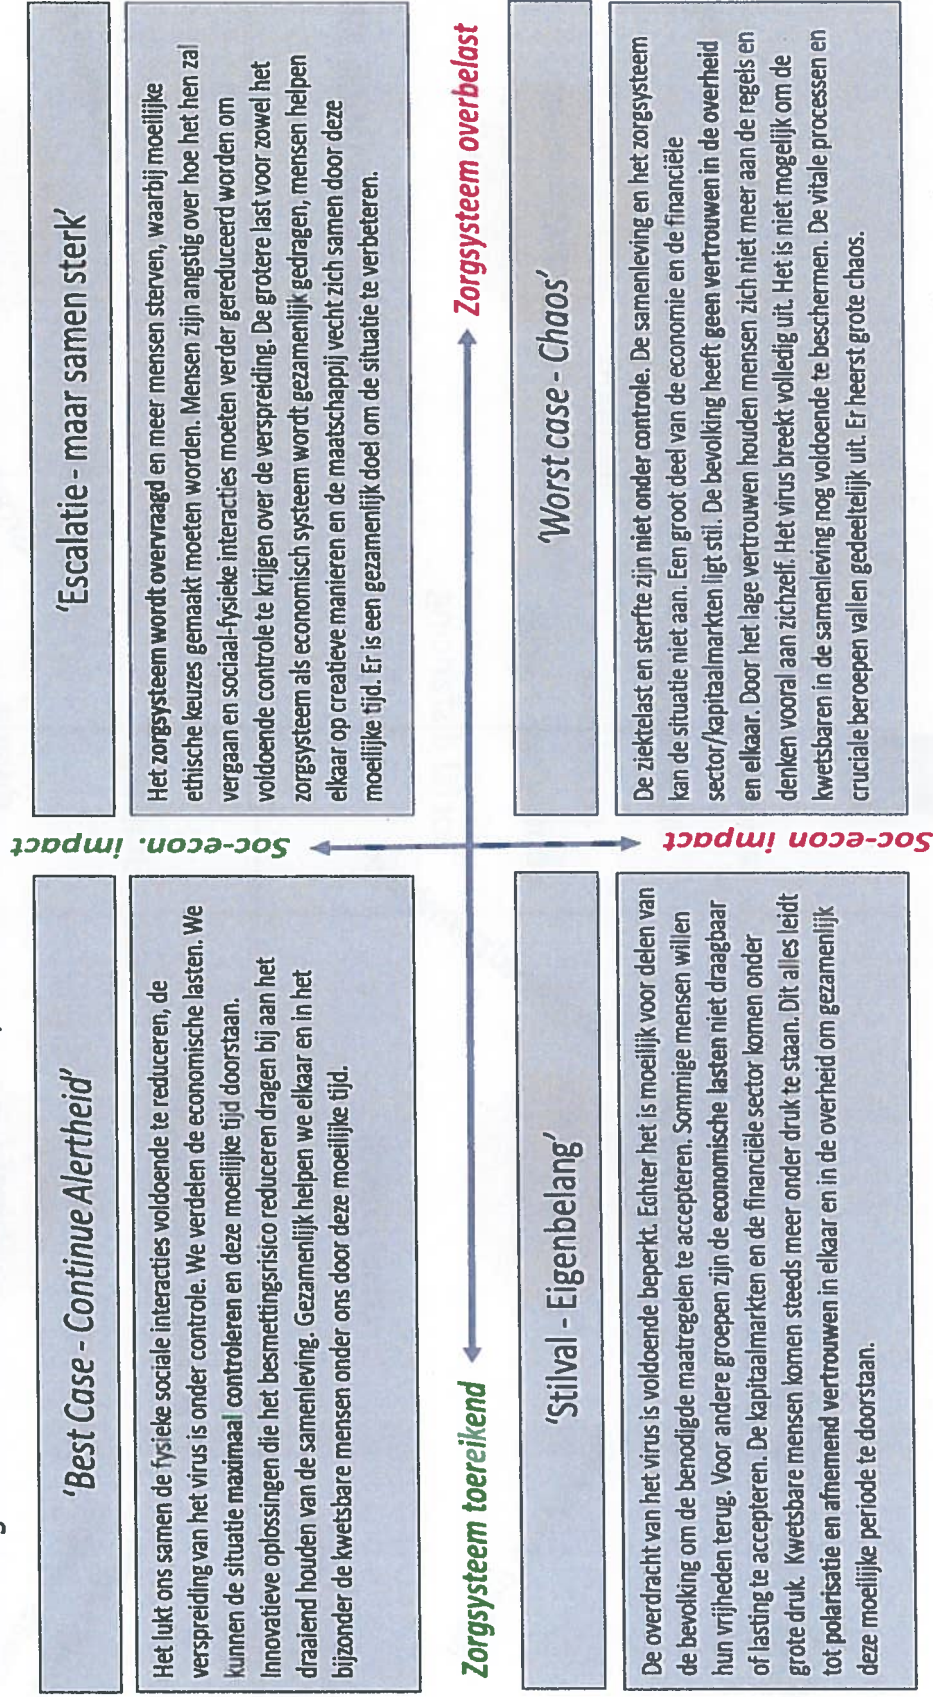 'Best Case - Continue Alertheid'
Het lukt ons samen de fysieke sociale interacties voldoende te reduceren, de
verspreiding van het virus is onder controle. We verdelen de economische lasten. We
kunnen de situatie maximaal controleren en deze moeilijke tijd doorstaan.
Innovatieve oplossingen die het besmettingsrisico reduceren dragen bij aan het
draaiend houden van de samenleving. Gezamenlijk helpen we elkaar en in het
bijzonder de kwetsbare mensen onder ons door deze moeilijke tijd.
'Escalatie - maar samen sterk'
Het zorgsysteem wordt overvraagd en meer mensen sterven, waarbij moeilijke
ethische keuzes gemaakt moeten worden. Mensen zijn angstig over hoe het hen zal
vergaan en sociaal-fysieke interacties moeten verder gereduceerd worden om
voldoende controle te krijgen over de verspreiding. De grotere last voor zowel het
zorgsysteem als economisch systeem wordt gezamenlijk gedragen, mensen helpen
elkaar op creatieve manieren en de maatschappij vecht zich samen door deze
moeilijke tijd. Er is een gezamenlijk doel om de situatie te verbeteren.
Soc-econ. impact
Zorgsysteem toereikend
Zorgsysteem overbelast
Soc-econ impact
'Stilval - Eigenbelang'
De overdracht van het virus is voldoende beperkt. Echter het is moeilijk voor delen van
de bevolking om de benodigde maatregelen te accepteren. Sommige mensen willen
hun vrijheden terug. Voor andere groepen zijn de economische lasten niet draagbaar
of lasting te accepteren. De kapitaalmarkten en de financiële sector komen onder
grote druk. Kwetsbare mensen komen steeds meer onder druk te staan. Dit alles leidt
tot polarisatie en afnemend vertrouwen in elkaar en in de overheid om gezamenlijk
deze moeilijke periode te doorstaan.
'Worst case - Chaos'
De ziektelast en sterfte zijn niet onder controle. De samenleving en het zorgsysteem
kan de situatie niet aan. Een groot deel van de economie en de financiële
sector/kapitaalmarkten ligt stil. De bevolking heeft geen vertrouwen in de overheid
en elkaar. Door het lage vertrouwen houden mensen zich niet meer aan de regels en
denken vooral aan zichzelf. Het virus breekt volledig uit. Het is niet mogelijk om de
kwetsbaren in de samenleving nog voldoende te beschermen. De vitale processen en
cruciale beroepen vallen gedeeltelijk uit. Er heerst grote chaos.